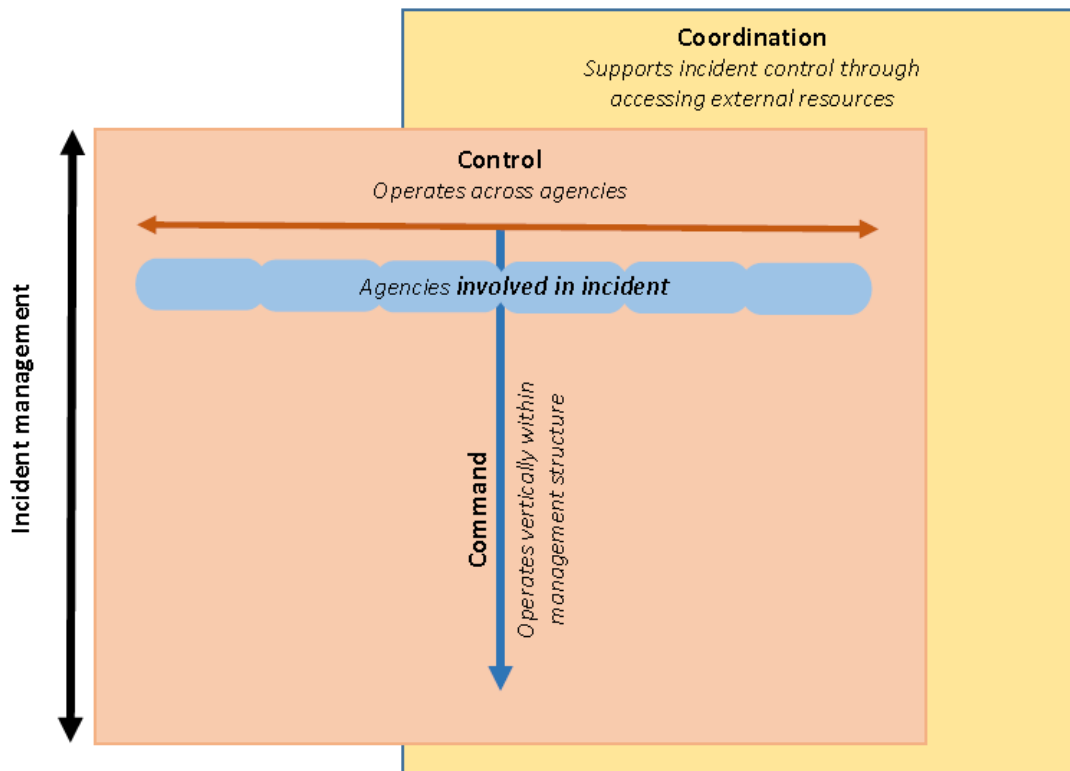 Coordination
Supports incident control through
accessing external resources
Control
Operates across agencies
Agencies involved in incident
Incident management
Command
Operates vertically within
management structure